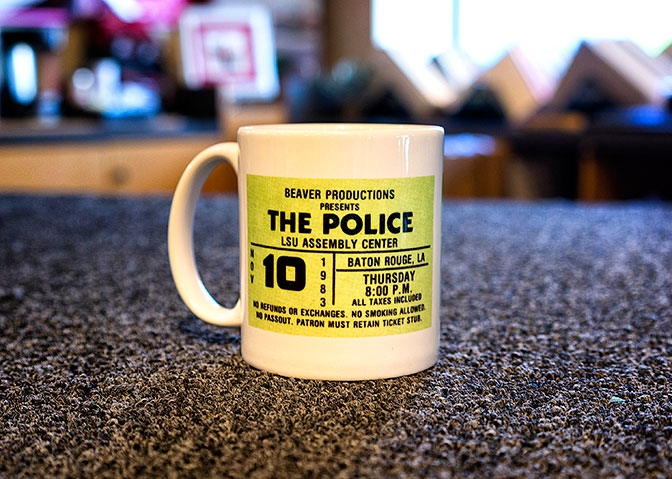 BEAVER PRODUCTIONS
PRESENTS
THE POLICE
LSU ASSEMBLY CENTER
NOV 10 1983
BATON ROUGE, LA
THURSDAY
8:00 P.M.
ALL TAXES INCLUDED
NO REFUNDS OR EXCHANGES. NO SMOKING ALLOWED.
NO PASSOUT. PATRON MUST RETAIN TICKET STUB.